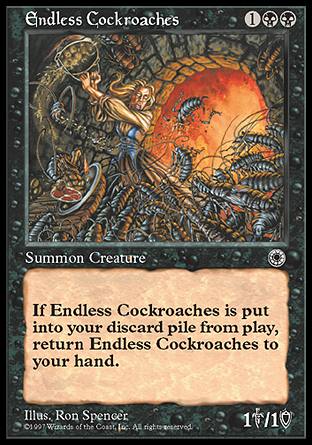 Endless Cockroaches 1
Summon Creature
If Endless Cockroaches is put
into your discard pile from play,
return Endless Cockroaches to
your hand.
Illus. Ron Spencer
©1997 Wizards of the Coast, Inc. All rights reserved.
1/1